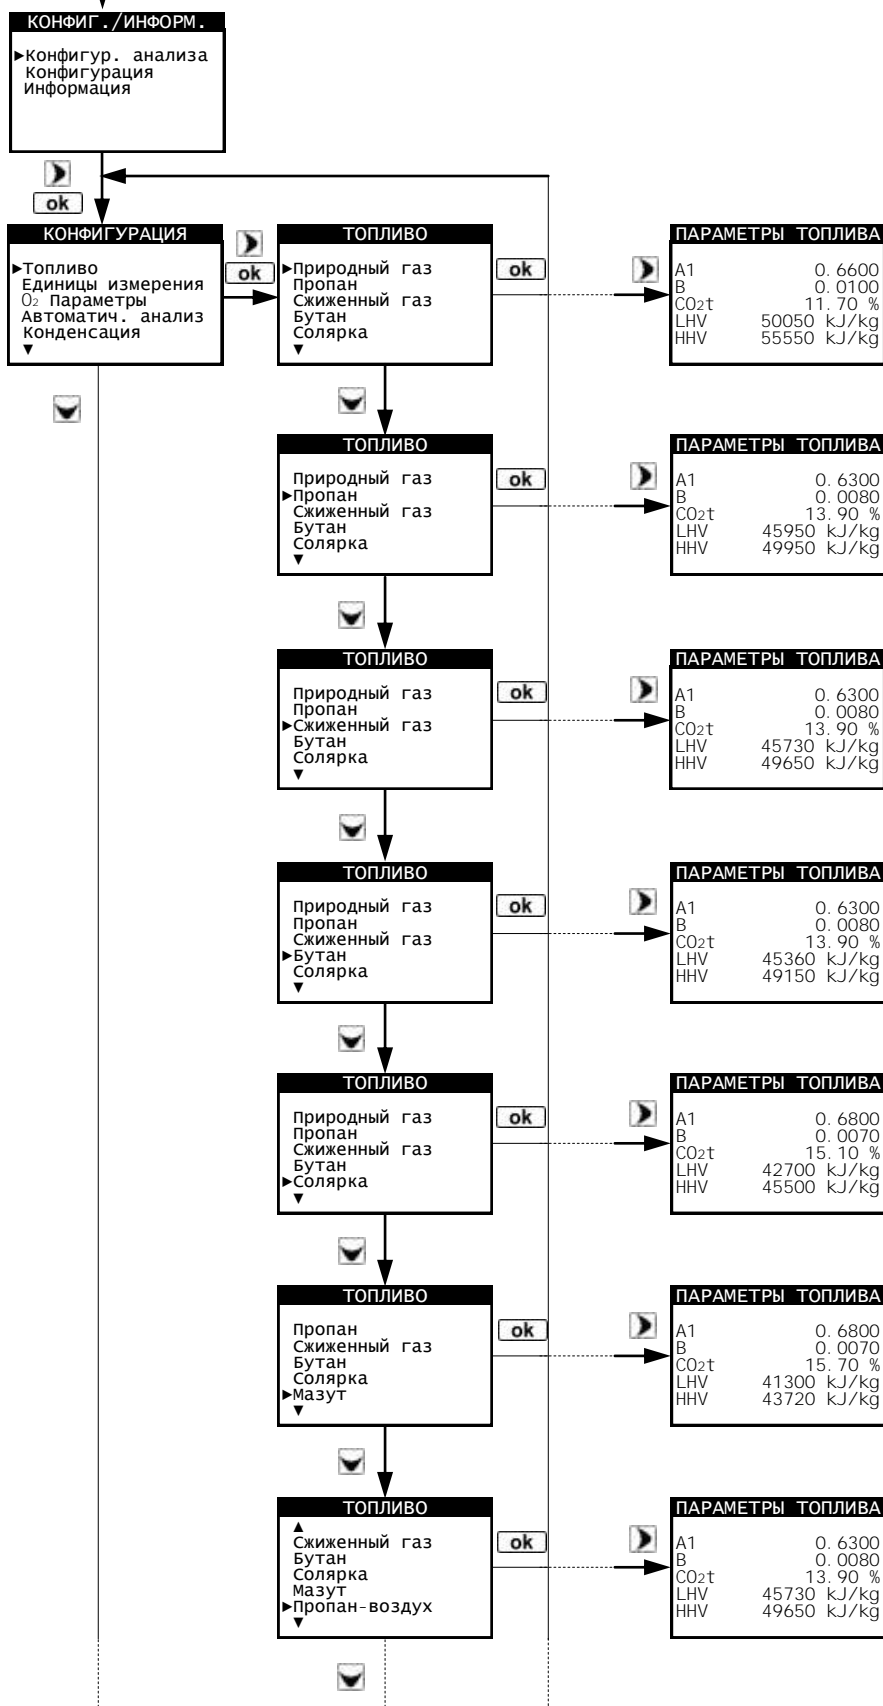 КОНФИГ./ИНФОРМ.
►Конфигур. анализа
Конфигурация
Информация
ok
КОНФИГУРАЦИЯ
►Топливо
Единицы измерения
O₂ Параметры
Автоматич. анализ
Конденсация
▼
ok
ТОПЛИВО
►Природный газ
Пропан
Сжиженный газ
Бутан
Солярка
▼
ok
ПАРАМЕТРЫ ТОПЛИВА
A1 0.6600
B 0.0100
CO₂t 11.70 %
LHV 50050 kJ/kg
HHV 55550 kJ/kg
ТОПЛИВО
Природный газ
►Пропан
Сжиженный газ
Бутан
Солярка
▼
ok
ПАРАМЕТРЫ ТОПЛИВА
A1 0.6300
B 0.0080
CO₂t 13.90 %
LHV 45950 kJ/kg
HHV 49950 kJ/kg
ТОПЛИВО
Природный газ
Пропан
►Сжиженный газ
Бутан
Солярка
▼
ok
ПАРАМЕТРЫ ТОПЛИВА
A1 0.6300
B 0.0080
CO₂t 13.90 %
LHV 45730 kJ/kg
HHV 49650 kJ/kg
ТОПЛИВО
Природный газ
Пропан
Сжиженный газ
►Бутан
Солярка
▼
ok
ПАРАМЕТРЫ ТОПЛИВА
A1 0.6300
B 0.0080
CO₂t 13.90 %
LHV 45360 kJ/kg
HHV 49150 kJ/kg
ТОПЛИВО
Природный газ
Пропан
Сжиженный газ
Бутан
►Солярка
▼
ok
ПАРАМЕТРЫ ТОПЛИВА
A1 0.6800
B 0.0070
CO₂t 15.10 %
LHV 42700 kJ/kg
HHV 45500 kJ/kg
ТОПЛИВО
Пропан
Сжиженный газ
Бутан
Солярка
►Мазут
▼
ok
ПАРАМЕТРЫ ТОПЛИВА
A1 0.6800
B 0.0070
CO₂t 15.70 %
LHV 41300 kJ/kg
HHV 43720 kJ/kg
ТОПЛИВО
▲
Сжиженный газ
Бутан
Солярка
Мазут
►Пропан-воздух
▼
ok
ПАРАМЕТРЫ ТОПЛИВА
A1 0.6300
B 0.0080
CO₂t 13.90 %
LHV 45730 kJ/kg
HHV 49650 kJ/kg